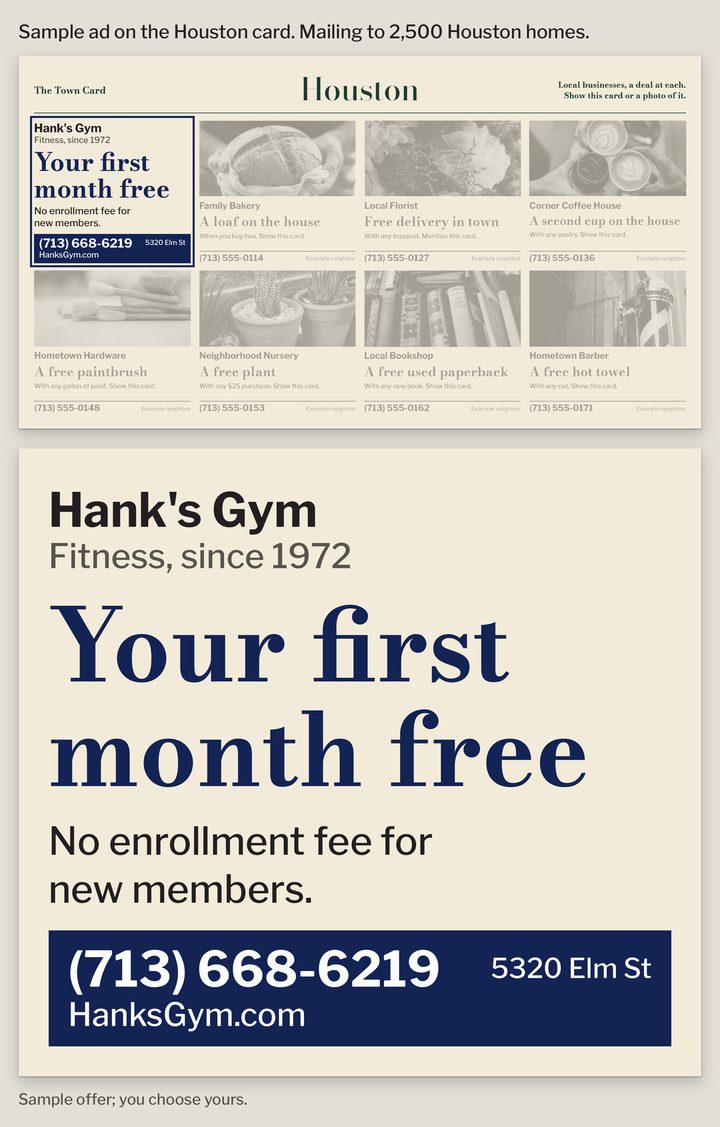 Sample ad on the Houston card. Mailing to 2,500 Houston homes.
The Town Card
Houston
Local businesses, a deal at each.
Show this card or a photo of it.
Hank's Gym
Fitness, since 1972
Your first
month free
No enrollment fee for
new members.
(713) 668-6219
5320 Elm St
HanksGym.com
Family Bakery
A loaf on the house
When you buy two. Show this card.
(713) 555-0114
Example neighbor
Local Florist
Free delivery in town
With any bouquet. Mention this card.
(713) 555-0127
Example neighbor
Corner Coffee House
A second cup on the house
With any pastry. Show this card.
(713) 555-0136
Example neighbor
Hometown Hardware
A free paintbrush
With any gallon of paint. Show this card.
(713) 555-0148
Example neighbor
Neighborhood Nursery
A free plant
With any $25 purchase. Show this card.
(713) 555-0153
Example neighbor
Local Bookshop
A free used paperback
With any new book. Show this card.
(713) 555-0162
Example neighbor
Hometown Barber
A free hot towel
With any cut. Show this card.
(713) 555-0171
Example neighbor
Hank's Gym
Fitness, since 1972
Your first
month free
No enrollment fee for
new members.
(713) 668-6219
5320 Elm St
HanksGym.com
Sample offer; you choose yours.